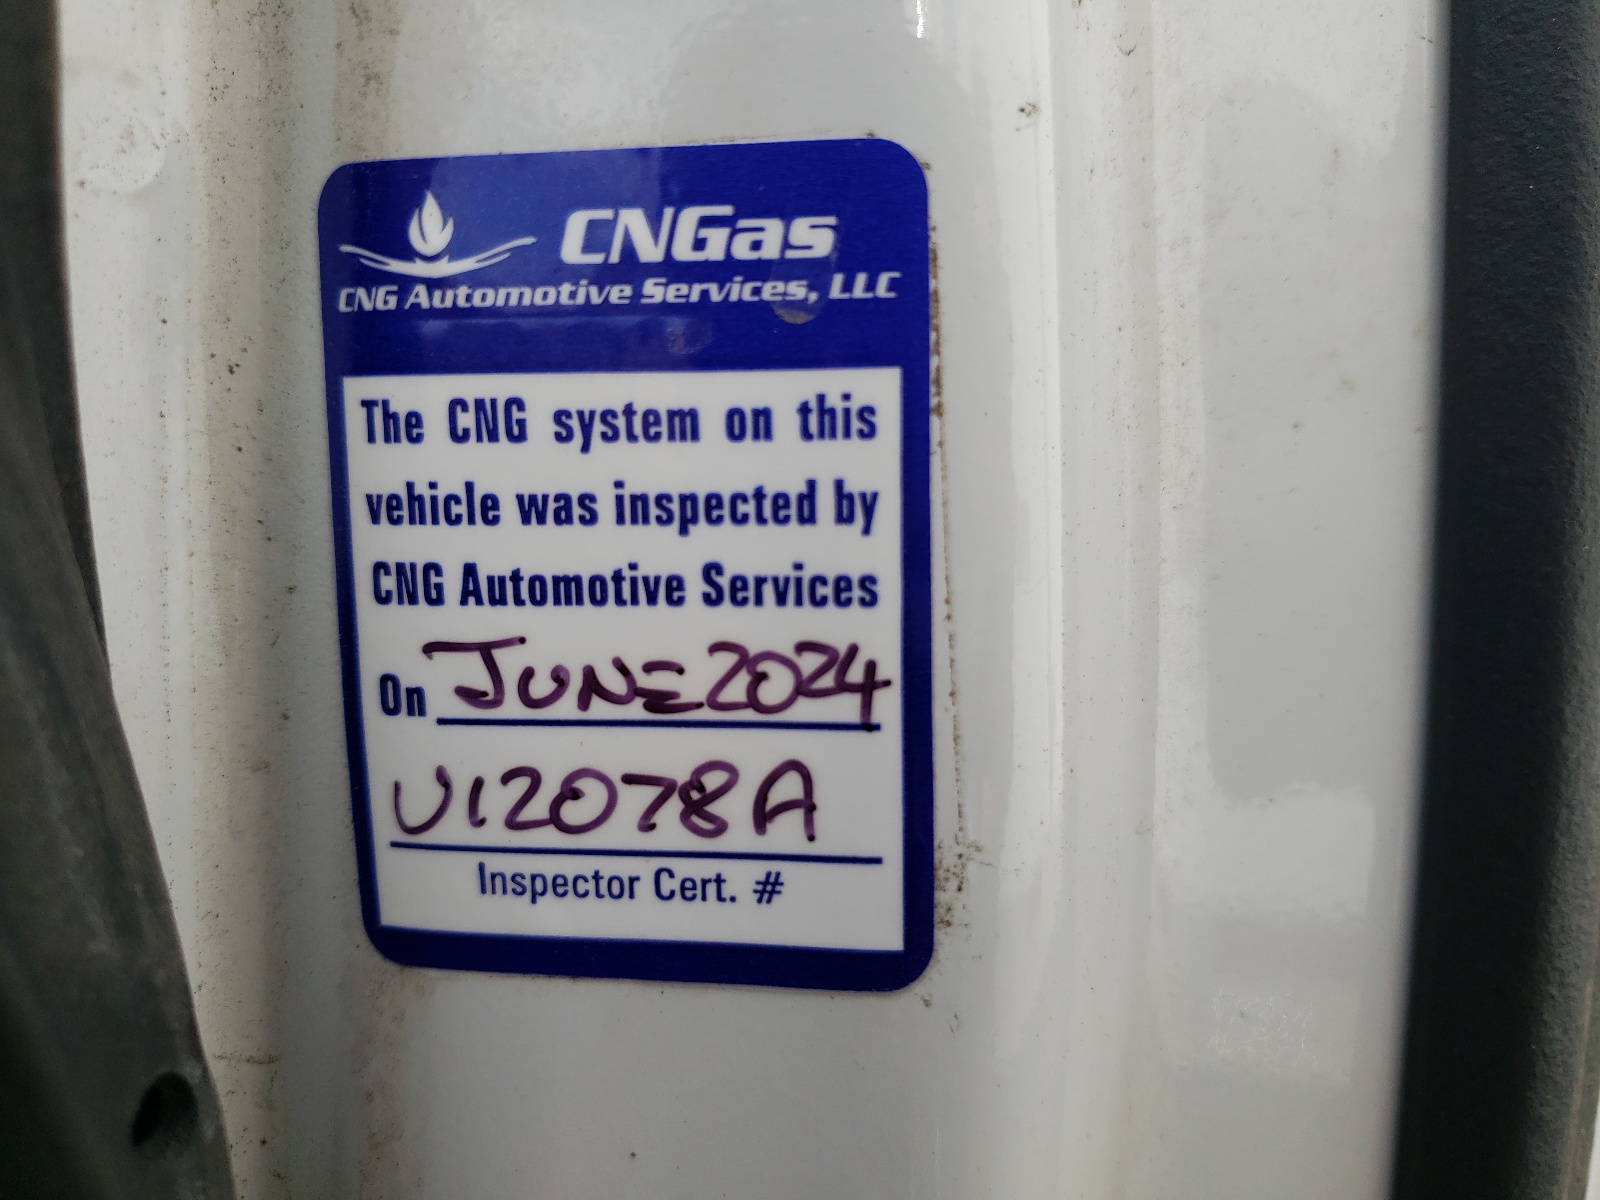 CNGas
CNG Automotive Services, LLC
The CNG system on this
vehicle was inspected by
CNG Automotive Services
On JUNE 2024
U12078A
Inspector Cert. #